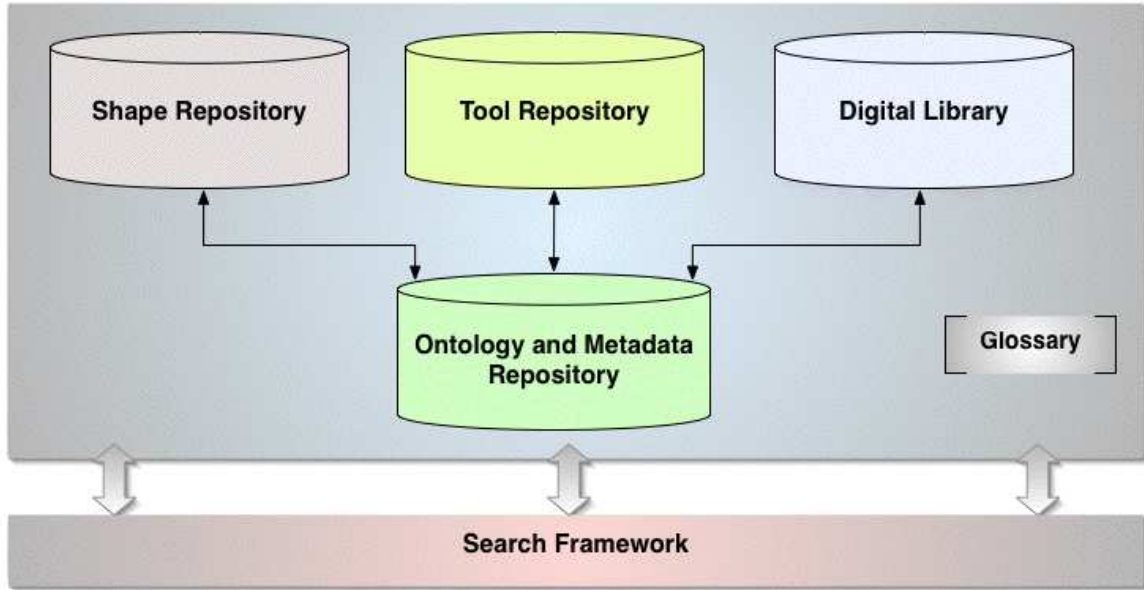 Shape Repository
Tool Repository
Digital Library
Ontology and Metadata
Repository
Glossary
Search Framework